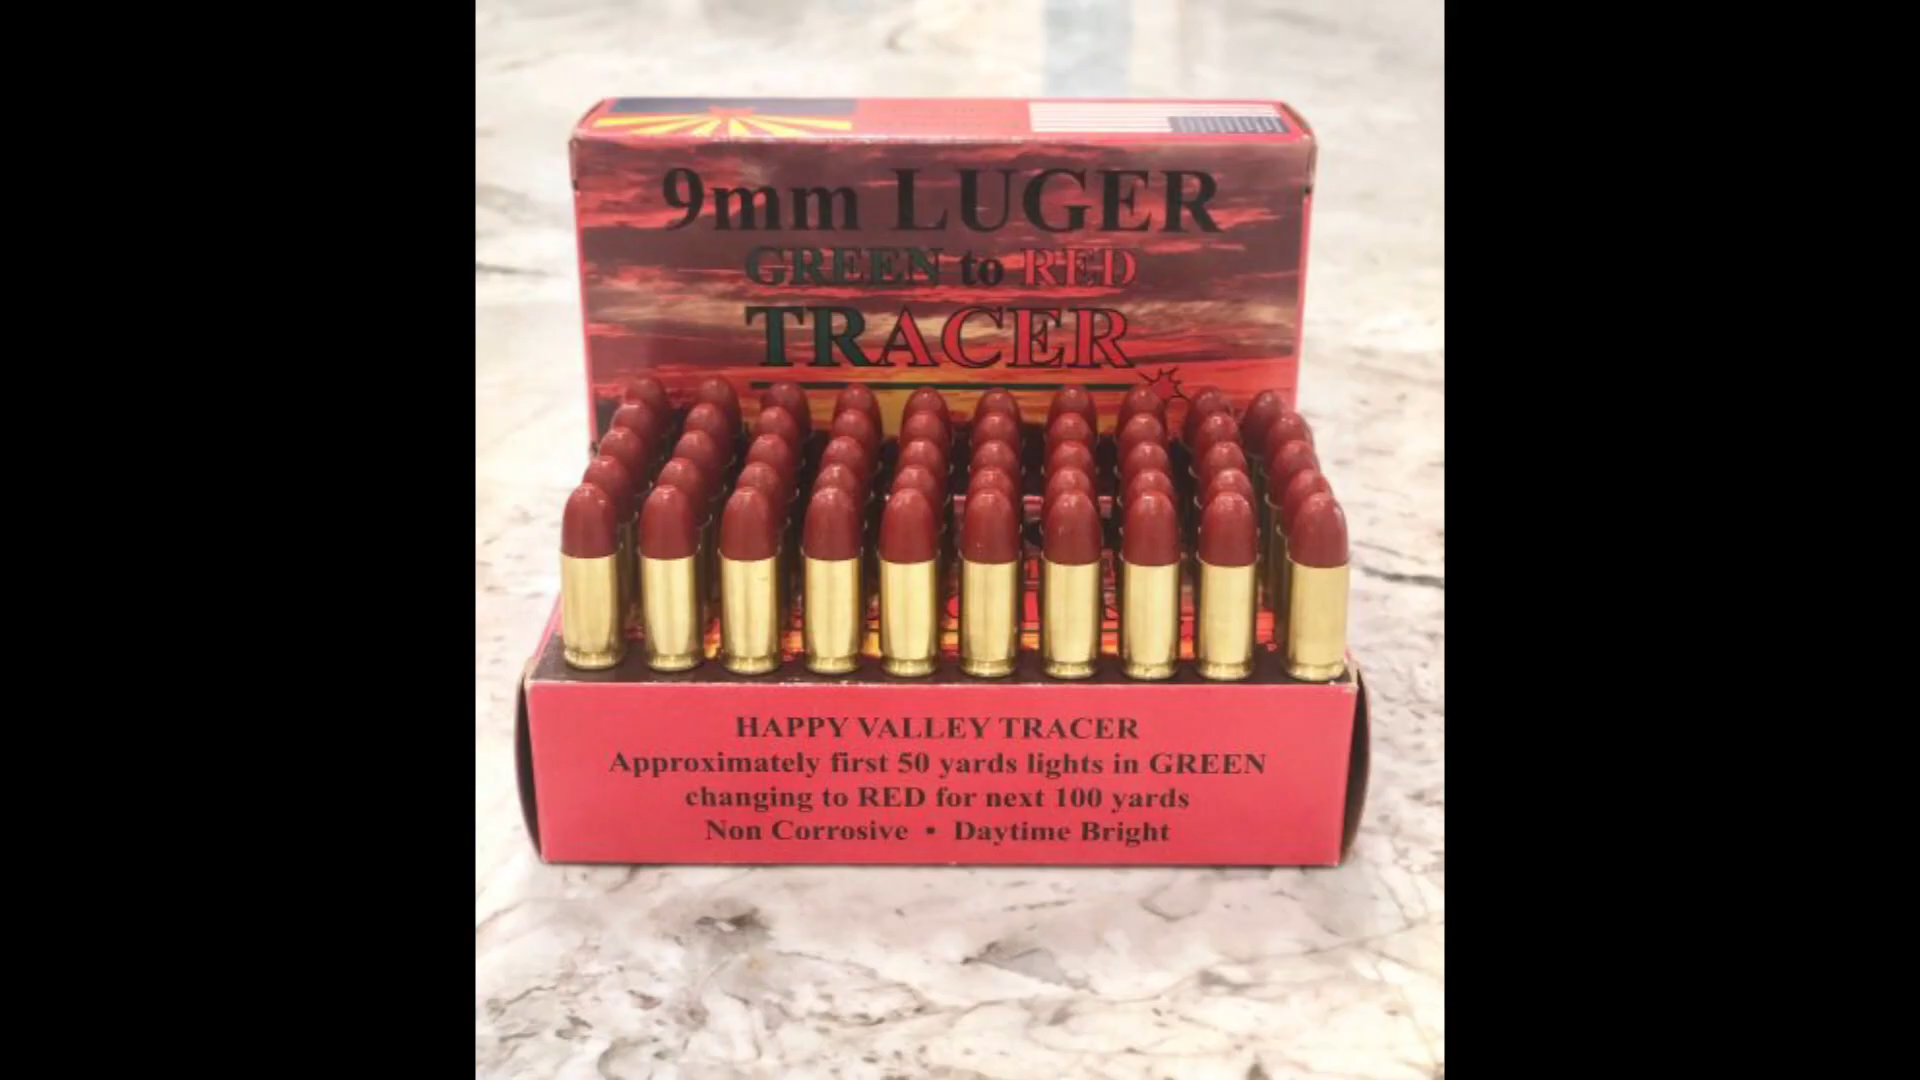 9mm LUGER
GREEN to RED
TRACER
HAPPY VALLEY TRACER
Approximately first 50 yards lights in GREEN
changing to RED for next 100 yards
Non Corrosive • Daytime Bright